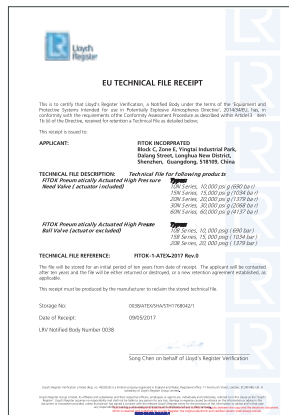 Lloyd's
Register
EU TECHNICAL FILE RECEIPT
This is to certify that Lloyd's Register Verification, a Notified Body under the terms of the 'Equipment and
Protective Systems Intended for use in Potentially Explosive Atmospheres Directive', 2014/34/EU, has, in
conformity with the requirements of the Conformity Assessment Procedure as described within Article13 item
1b (ii) of the Directive, received for retention a Technical File as detailed below:
This receipt is issued to:
APPLICANT: FITOK INCORPRATED
Block C, Zone E, Yingtai Industrial Park,
Dalang Street, Longhua New District,
Shenzhen, Guangdong, 518109, China
TECHNICAL FILE DESCRIPTION: Technical File for following products
FITOK Pneumatically Actuated High Pressure Types:
Need Valve ( actuator included) 10N Series, 10,000 psi g (690 bar)
15N Series, 15,000 psi g (1034 bar)
20N Series, 20,000 psi g (1379 bar)
30N Series, 30,000 psi g (2068 bar)
60N Series, 60,000 psi g (4137 bar)
FITOK Pneumatically Actuated High Pressure Types:
Ball Valve (actuator excluded) 10B Series, 10,000 psig ( 690 bar)
15B Series, 15,000 psig ( 1034 bar)
20B Series, 20,000 psig ( 1379 bar)
TECHNICAL FILE REFERENCE: FITOK-1-ATEX-2017 Rev.0
The file will be stored for an initial period of ten years from date of receipt. The applicant will be contacted
after ten years and the file will be either returned or destroyed, or a new retention agreement established, as
applicable.
This receipt must be produced by the manufacturer to reclaim the stored technical file.
Storage No: 0038/ATEX/SHA/TH1768042/1
Date of Receipt: 09/05/2017
LRV Notified Body Number 0038
Song Chen on behalf of Lloyd's Register Verification